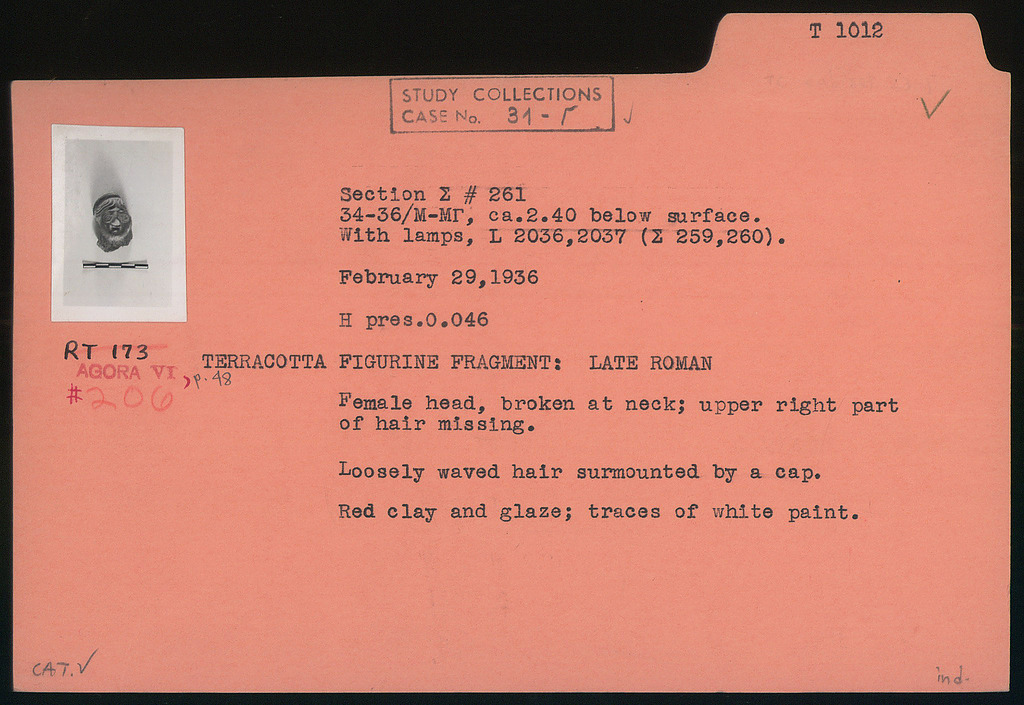 T 1012
STUDY COLLECTIONS
CASE No. 31 - Γ
Section Σ # 261
34-36/Μ-ΜΓ, ca.2.40 below surface.
With lamps, L 2036,2037 (Σ 259,260).
February 29,1936
H pres.0.046
RT 173
TERRACOTTA FIGURINE FRAGMENT: LATE ROMAN
AGORA VI, p. 48
#206
Female head, broken at neck; upper right part
of hair missing.
Loosely waved hair surmounted by a cap.
Red clay and glaze; traces of white paint.
CAT. ✓
ind.